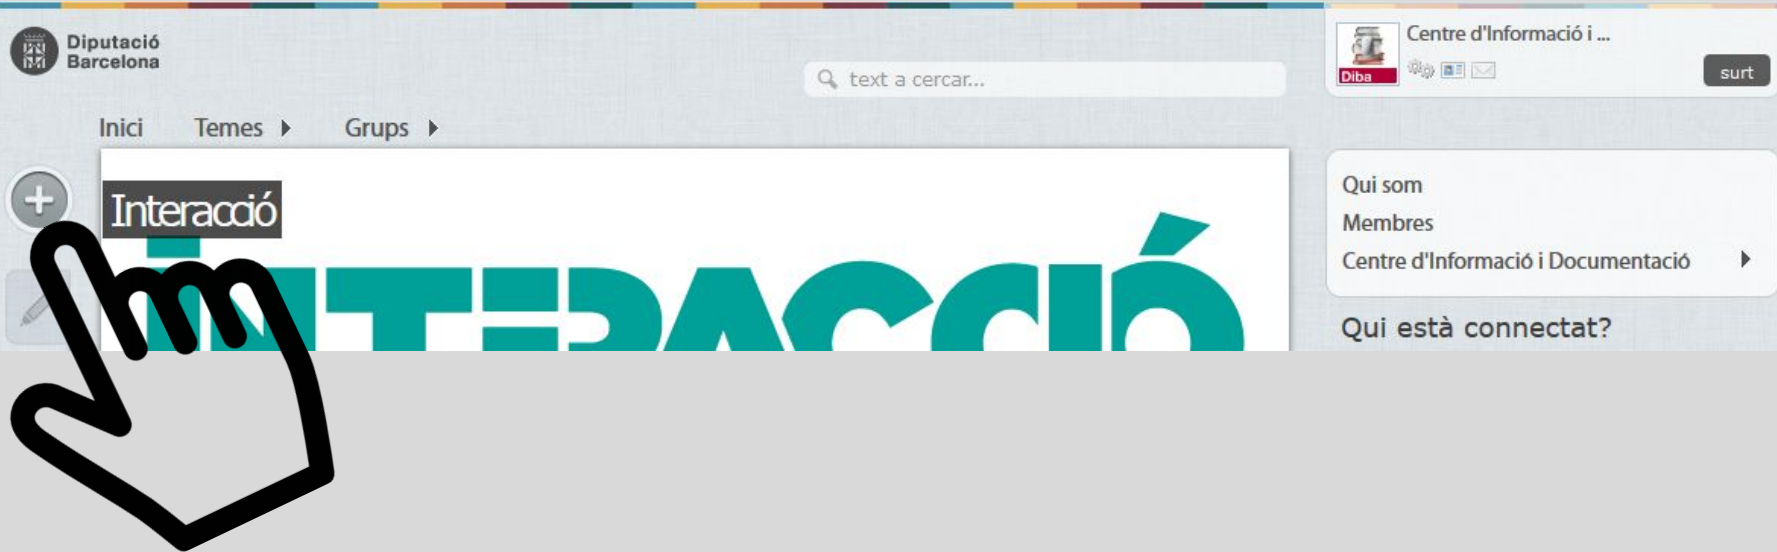 Diputació
Barcelona
text a cercar...
Centre d'Informació i ...
Diba
surt
Inici Temes Grups
Interacció
INTERACCIÓ
Qui som
Membres
Centre d'Informació i Documentació
Qui està connectat?